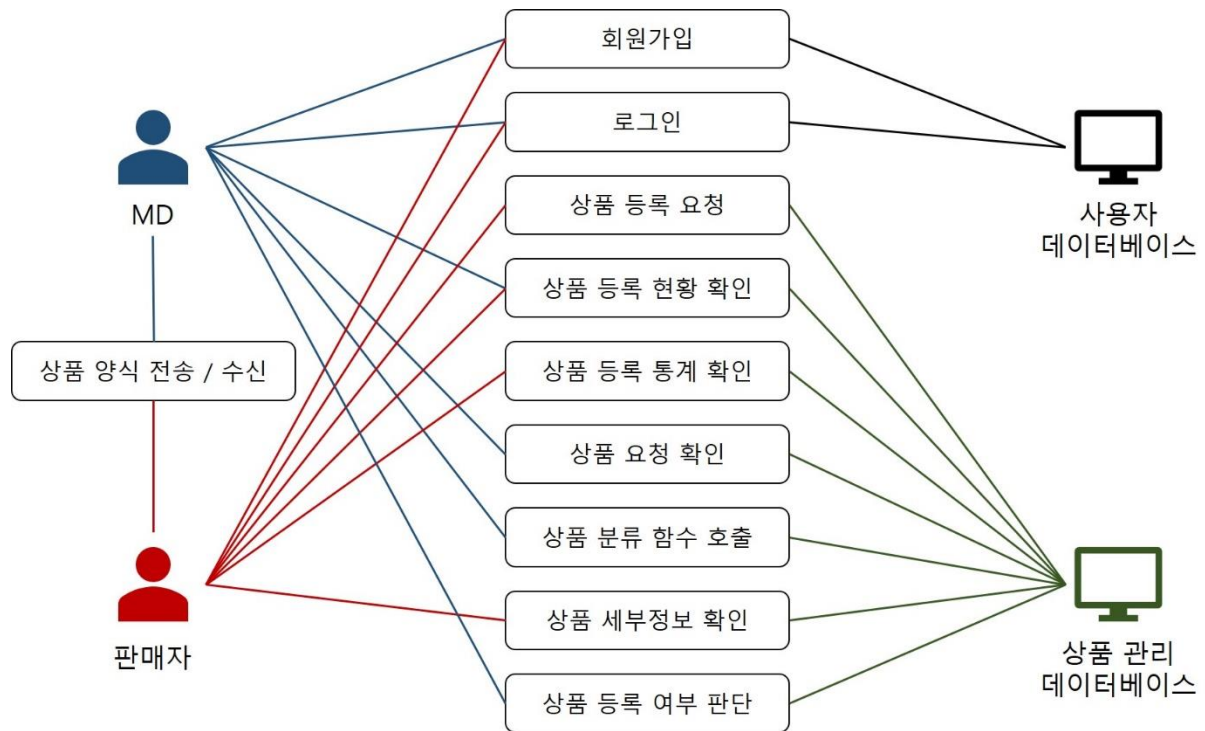 회원가입
로그인
상품 등록 요청
상품 등록 현황 확인
상품 등록 통계 확인
상품 요청 확인
상품 분류 함수 호출
상품 세부정보 확인
상품 등록 여부 판단
MD
상품 양식 전송 / 수신
판매자
사용자
데이터베이스
상품 관리
데이터베이스